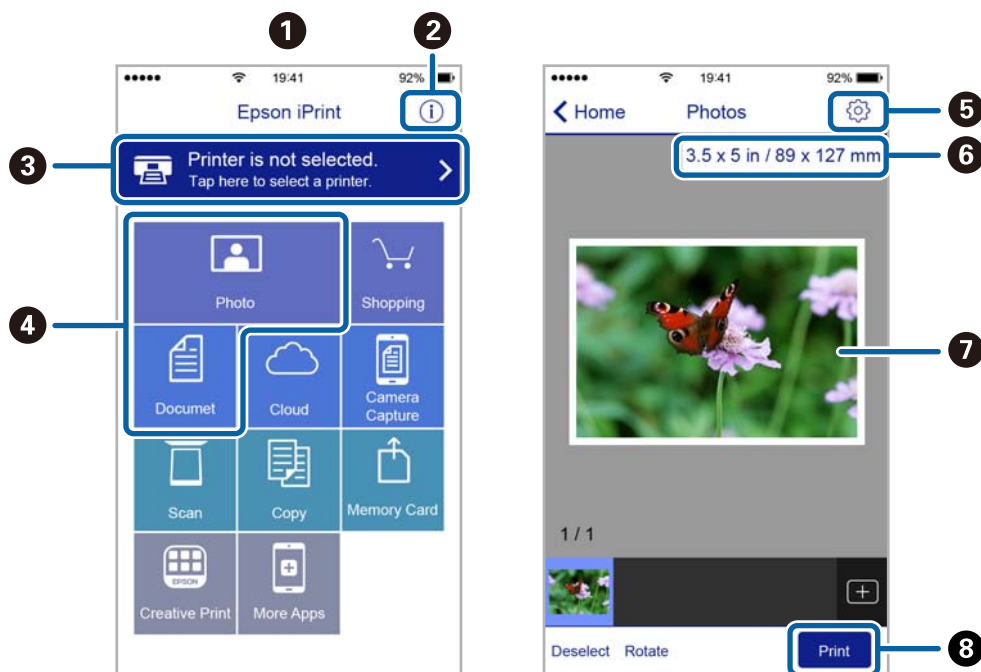 1
2
19:41
92%
Epson iPrint
i
3
Printer is not selected.
Tap here to select a printer.
4
Photo
Shopping
Documet
Cloud
Camera
Capture
Scan
Copy
Memory Card
EPSON
Creative Print
More Apps
19:41
92%
Home
Photos
5
3.5 x 5 in / 89 x 127 mm
6
7
1 / 1
Deselect
Rotate
Print
8